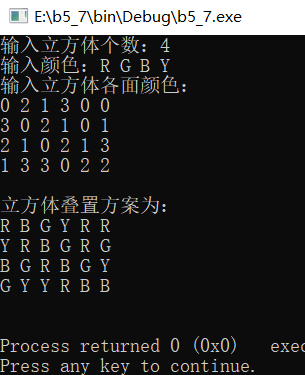 E:\b5_7\bin\Debug\b5_7.exe
输入立方体个数: 4
输入颜色: R G B Y
输入立方体各面颜色:
0 2 1 3 0 0
3 0 2 1 0 1
2 1 0 2 1 3
1 3 3 0 2 2
立方体叠置方案为:
R B G Y R R
Y R B G R G
B G R B G Y
G Y Y R B B
Process returned 0 (0x0)   exec
Press any key to continue.